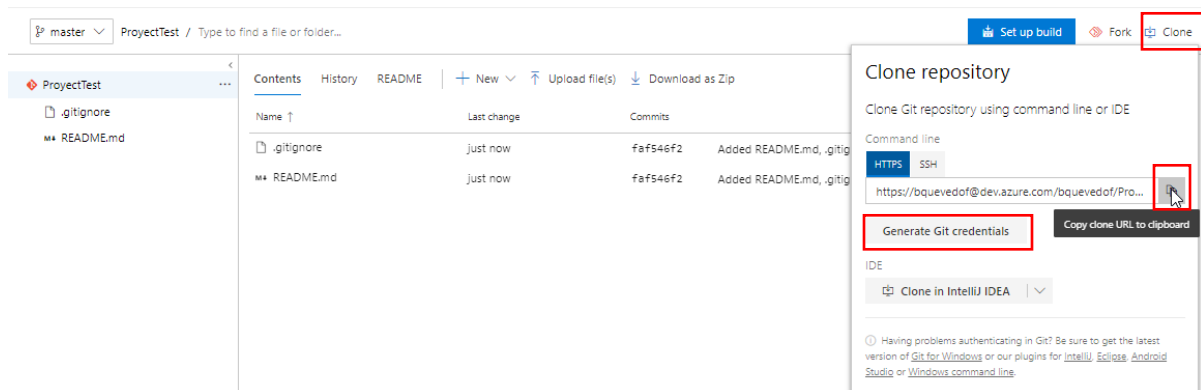 master ProyectTest / Type to find a file or folder... Set up build Fork Clone
ProyectTest ...
.gitignore
M↓ README.md
Contents History README New Upload file(s) Download as Zip
Name ↑ Last change Commits
.gitignore just now faf546f2 Added README.md, .gitig
M↓ README.md just now faf546f2 Added README.md, .gitig
Clone repository
Clone Git repository using command line or IDE
Command line
HTTPS SSH
https://bquevedof@dev.azure.com/bquevedof/Pro...
Copy clone URL to clipboard
Generate Git credentials
IDE
Clone in IntelliJ IDEA
Having problems authenticating in Git? Be sure to get the latest
version of Git for Windows or our plugins for IntelliJ, Eclipse, Android
Studio or Windows command line.